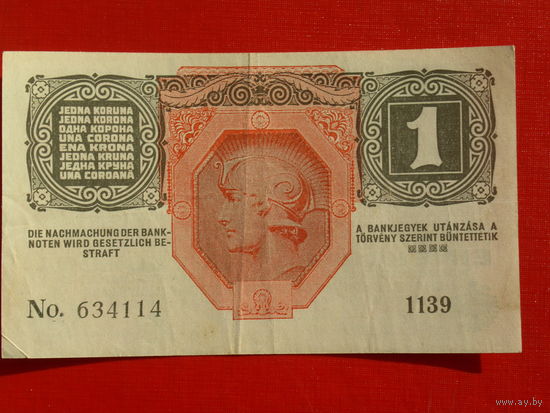 JEDNA KORUNA
JEDNA KORONA
ОДНА КОРОНА
UNA CORONA
ENA KRONA
JEDNA KRUNA
ЈЕДНА КРУНА
UNA COROANĂ
1
DIE NACHMACHUNG DER BANK-
NOTEN WIRD GESETZLICH BE-
STRAFT
A BANKJEGYEK UTÁNZÁSA A
TÖRVÉNY SZERINT BÜNTETTETIK
No. 634114
1139
www.ay.by